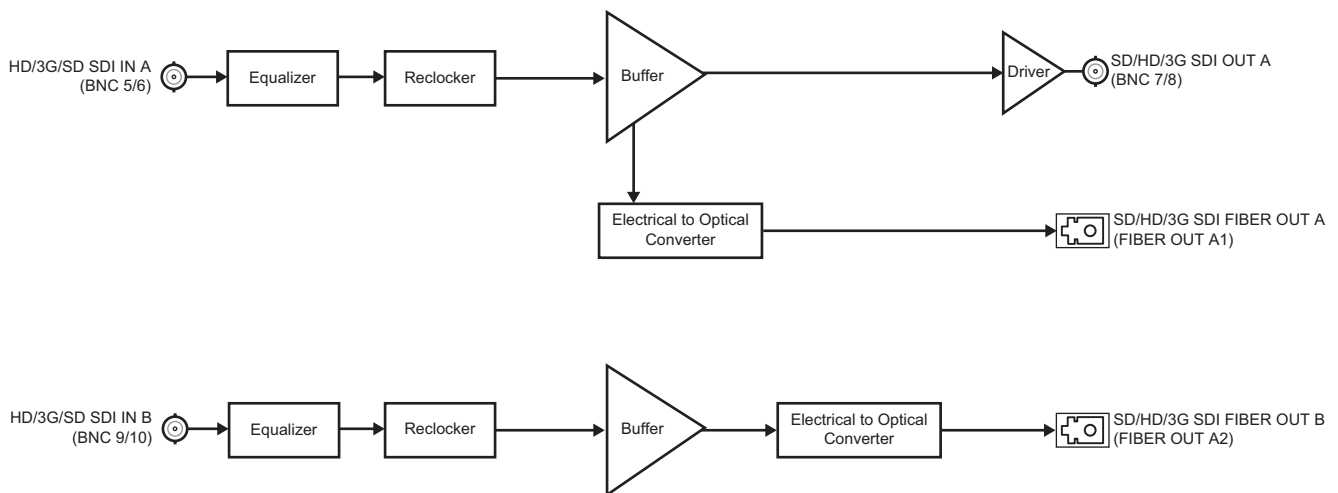 HD/3G/SD SDI IN A
(BNC 5/6)
Equalizer
Reclocker
Buffer
Driver
SD/HD/3G SDI OUT A
(BNC 7/8)
Electrical to Optical
Converter
SD/HD/3G SDI FIBER OUT A
(FIBER OUT A1)
HD/3G/SD SDI IN B
(BNC 9/10)
Equalizer
Reclocker
Buffer
Electrical to Optical
Converter
SD/HD/3G SDI FIBER OUT B
(FIBER OUT A2)